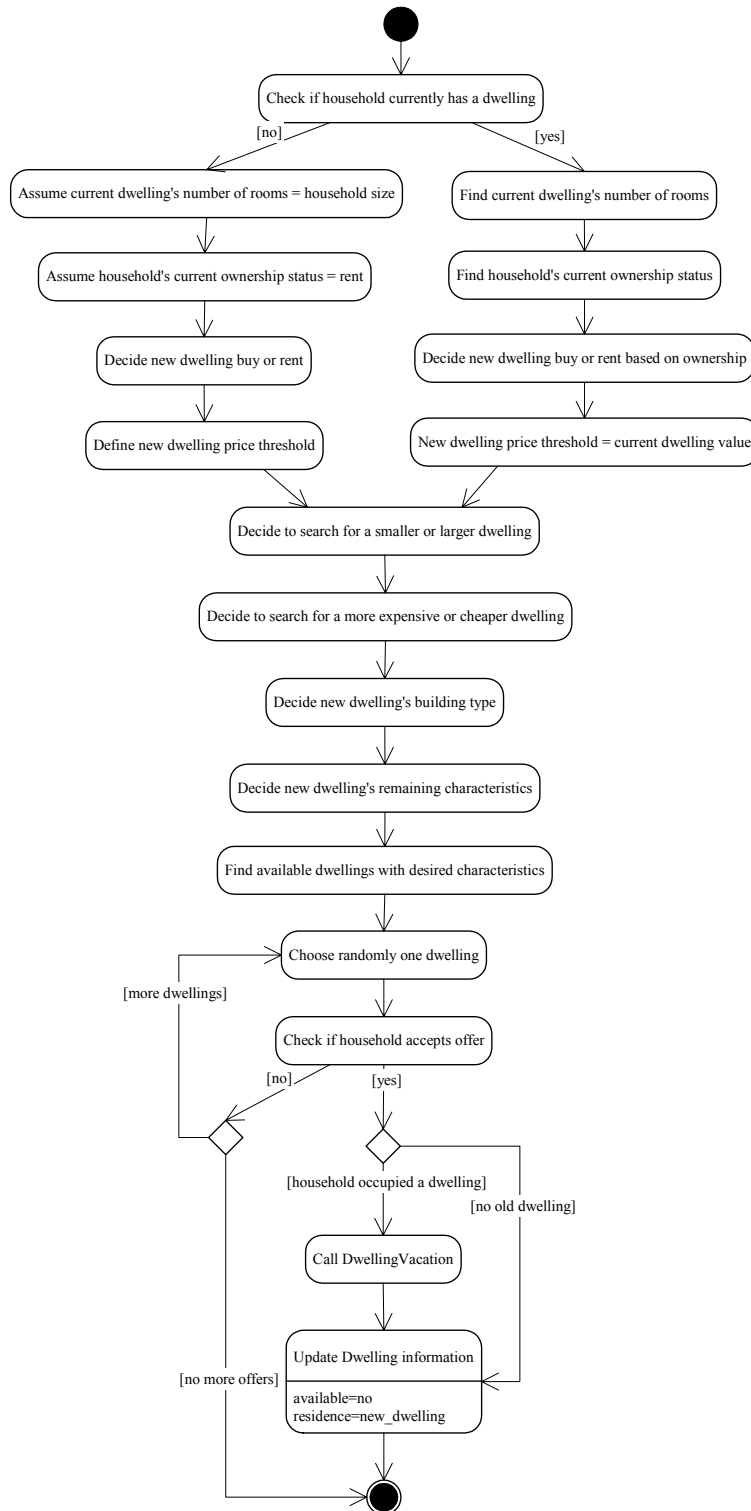 Check if household currently has a dwelling
[no]
[yes]
Assume current dwelling's number of rooms = household size
Find current dwelling's number of rooms
Assume household's current ownership status = rent
Find household's current ownership status
Decide new dwelling buy or rent
Decide new dwelling buy or rent based on ownership
Define new dwelling price threshold
New dwelling price threshold = current dwelling value
Decide to search for a smaller or larger dwelling
Decide to search for a more expensive or cheaper dwelling
Decide new dwelling's building type
Decide new dwelling's remaining characteristics
Find available dwellings with desired characteristics
Choose randomly one dwelling
[more dwellings]
Check if household accepts offer
[no]
[yes]
[household occupied a dwelling]
[no old dwelling]
Call DwellingVacation
Update Dwelling information
[no more offers]
available=no
residence=new_dwelling